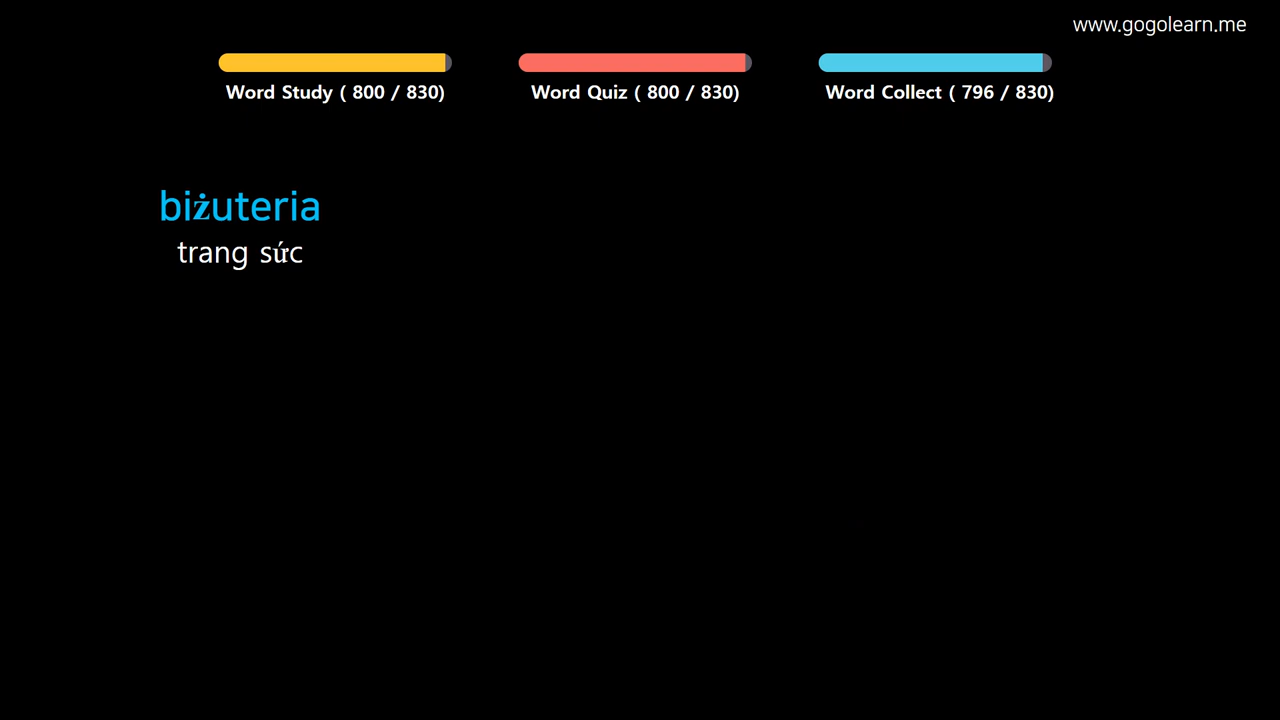 www.gogolearn.me
Word Study ( 800 / 830)
Word Quiz ( 800 / 830)
Word Collect ( 796 / 830)
biżuteria
trang sức